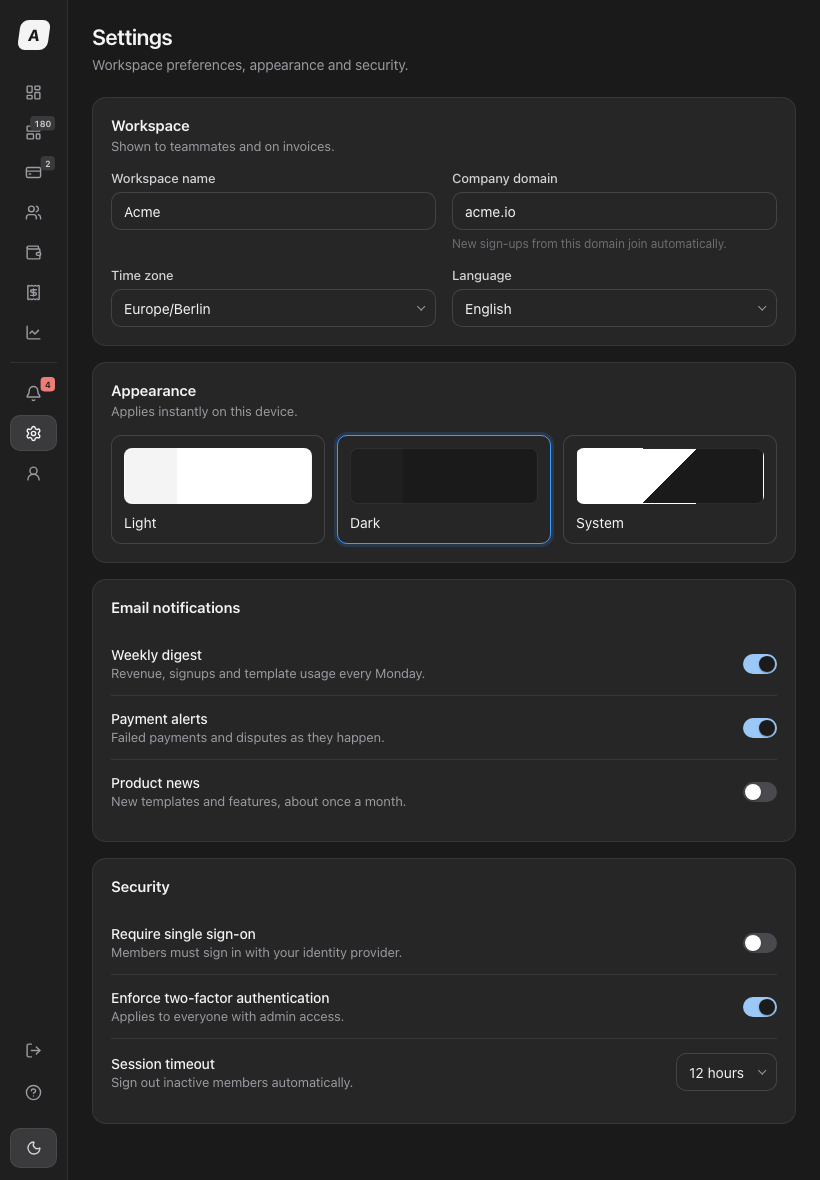 A
Settings
Workspace preferences, appearance and security.
180
2
4
Workspace
Shown to teammates and on invoices.
Workspace name
Company domain
Acme
acme.io
New sign-ups from this domain join automatically.
Time zone
Language
Europe/Berlin
English
Appearance
Applies instantly on this device.
Light
Dark
System
Email notifications
Weekly digest
Revenue, signups and template usage every Monday.
Payment alerts
Failed payments and disputes as they happen.
Product news
New templates and features, about once a month.
Security
Require single sign-on
Members must sign in with your identity provider.
Enforce two-factor authentication
Applies to everyone with admin access.
Session timeout
Sign out inactive members automatically.
12 hours